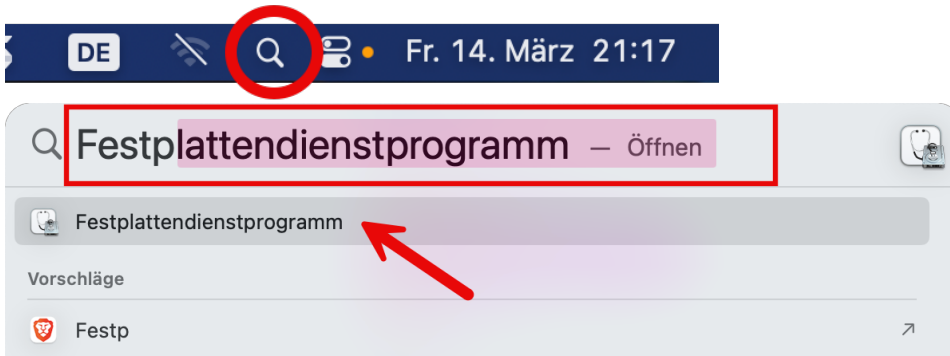 DE Fr. 14. März 21:17
Festplattendienstprogramm — Öffnen
Festplattendienstprogramm
Vorschläge
Festp